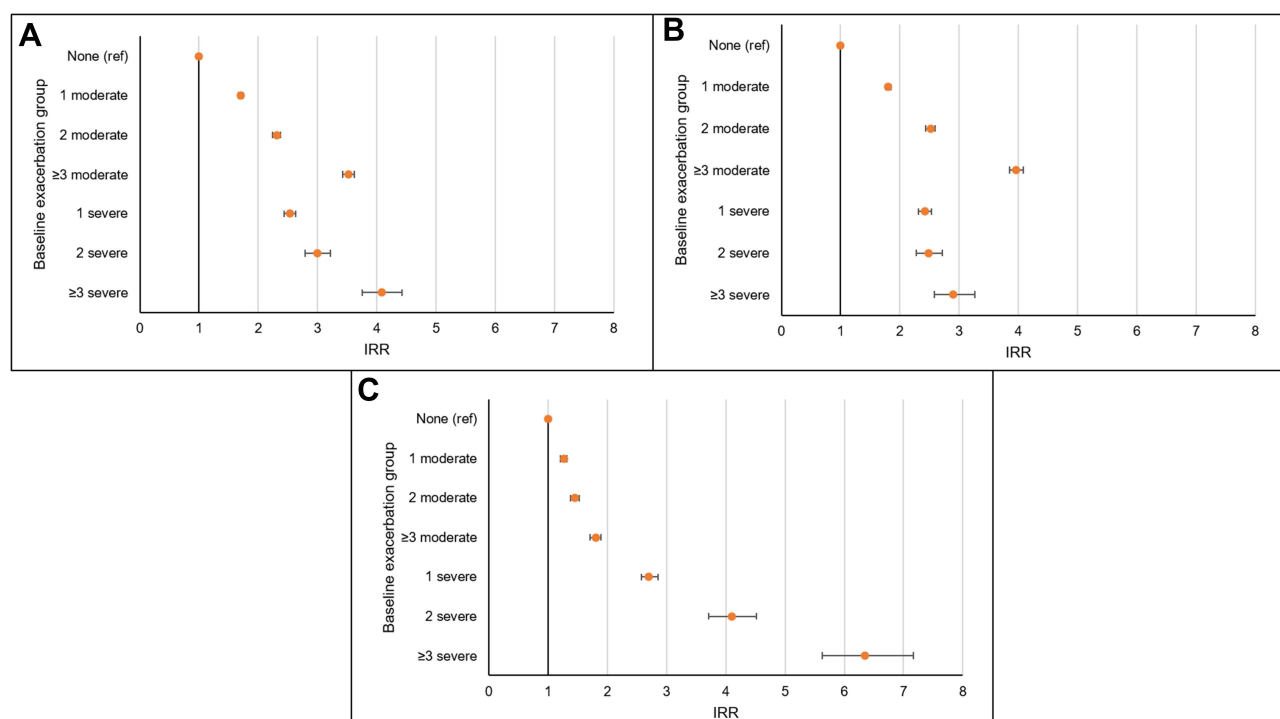 A
Baseline exacerbation group
None (ref)
1 moderate
2 moderate
≥3 moderate
1 severe
2 severe
≥3 severe
0 1 2 3 4 5 6 7 8
IRR
B
Baseline exacerbation group
None (ref)
1 moderate
2 moderate
≥3 moderate
1 severe
2 severe
≥3 severe
0 1 2 3 4 5 6 7 8
IRR
C
Baseline exacerbation group
None (ref)
1 moderate
2 moderate
≥3 moderate
1 severe
2 severe
≥3 severe
0 1 2 3 4 5 6 7 8
IRR